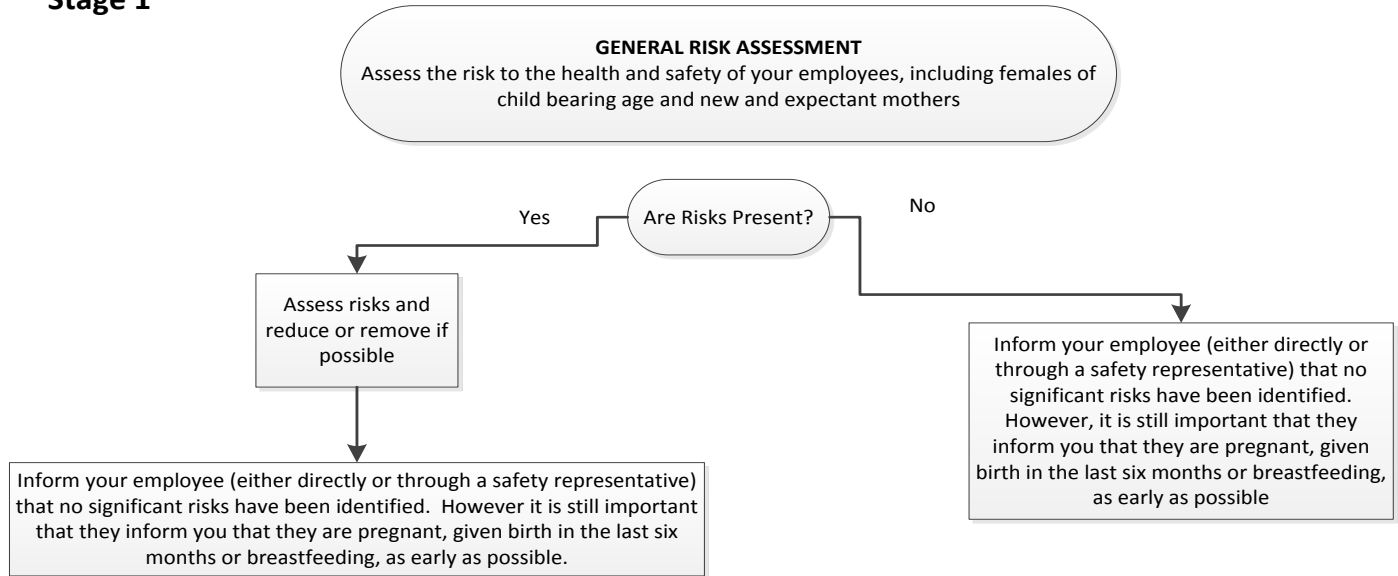 Stage 1
GENERAL RISK ASSESSMENT
Assess the risk to the health and safety of your employees, including females of
child bearing age and new and expectant mothers
Yes
Are Risks Present?
No
Assess risks and
reduce or remove if
possible
Inform your employee (either directly or
through a safety representative) that no
significant risks have been identified.
However, it is still important that they
inform you that they are pregnant, given
birth in the last six months or breastfeeding,
as early as possible
Inform your employee (either directly or through a safety representative)
that no significant risks have been identified.  However it is still important
that they inform you that they are pregnant, given birth in the last six
months or breastfeeding, as early as possible.